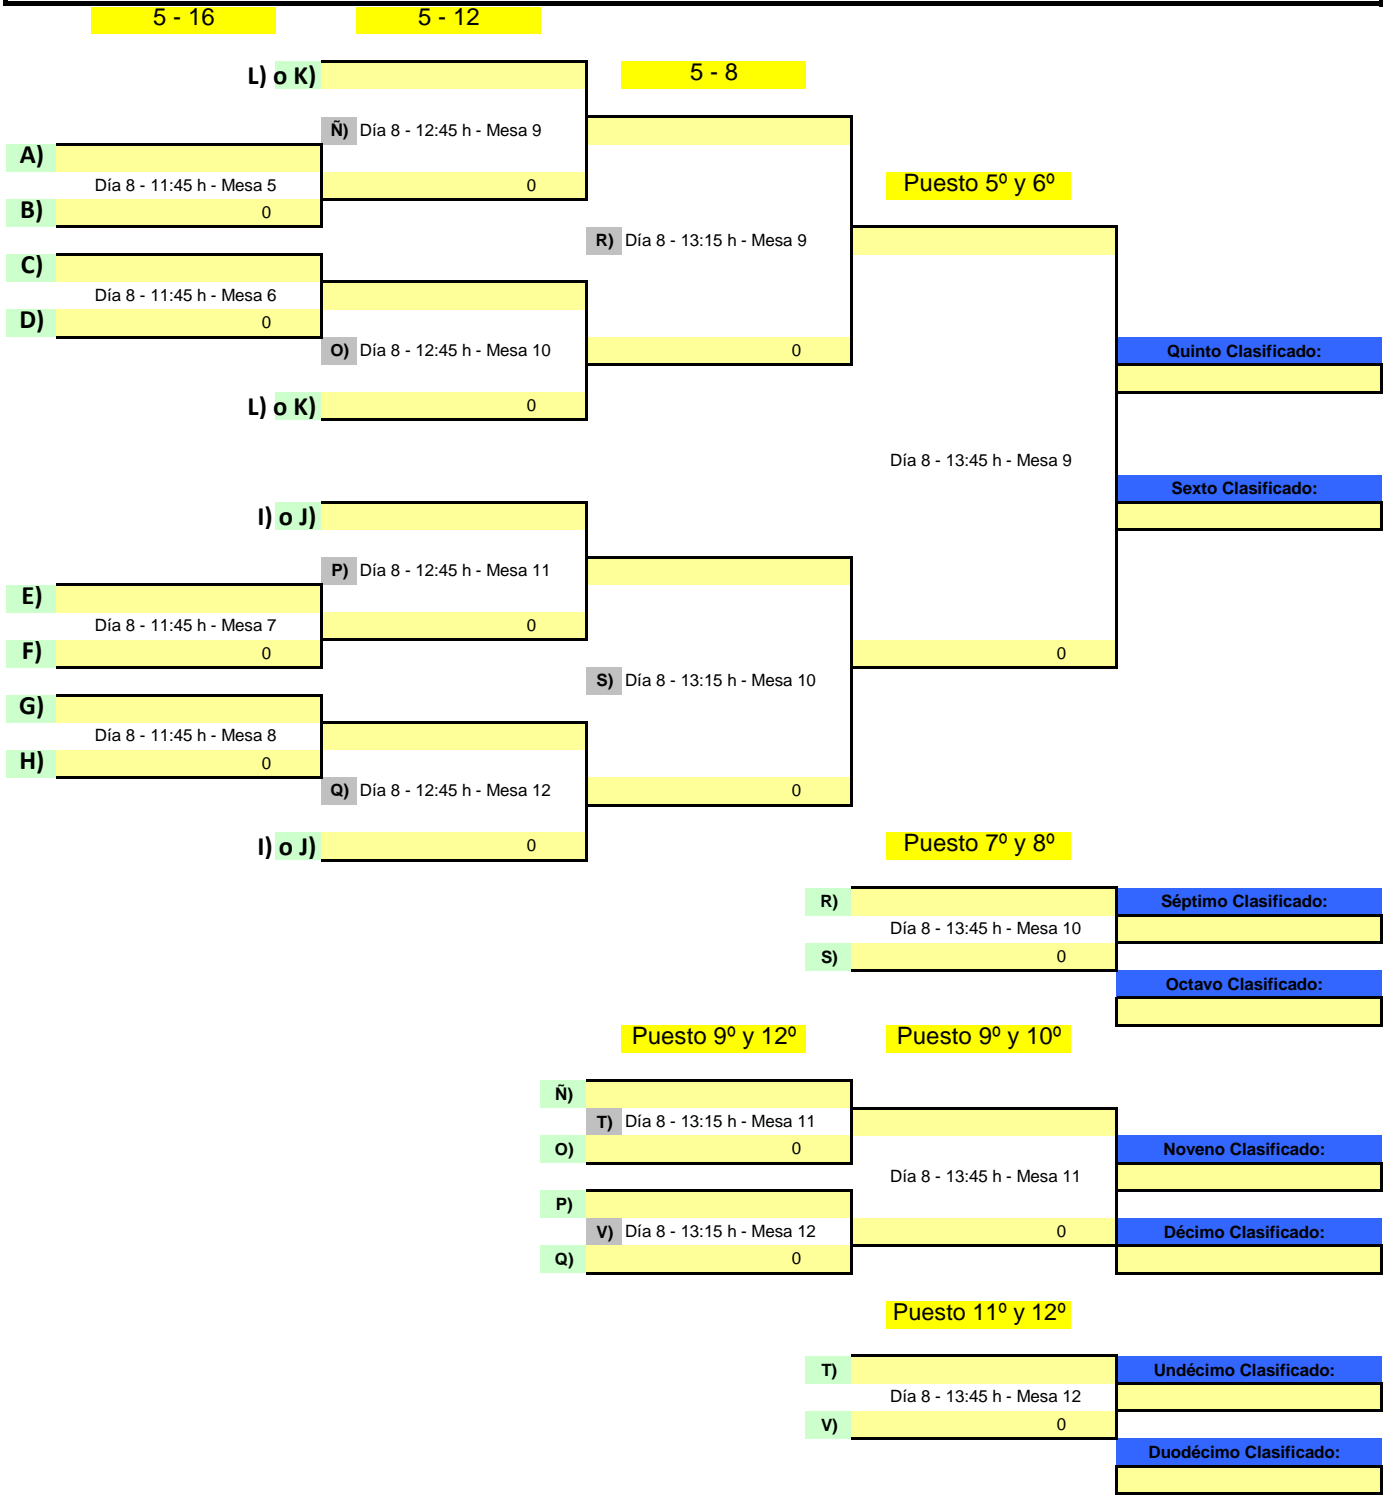 5 - 16 5 - 12
L) o K) 5 - 8
Ñ) Día 8 - 12:45 h - Mesa 9
A)
Día 8 - 11:45 h - Mesa 5 0 Puesto 5º y 6º
B) 0
R) Día 8 - 13:15 h - Mesa 9
C)
Día 8 - 11:45 h - Mesa 6
D) 0
O) Día 8 - 12:45 h - Mesa 10 0 Quinto Clasificado:
L) o K) 0
Día 8 - 13:45 h - Mesa 9
Sexto Clasificado:
I) o J)
P) Día 8 - 12:45 h - Mesa 11
E)
Día 8 - 11:45 h - Mesa 7 0
F) 0 0
S) Día 8 - 13:15 h - Mesa 10
G)
Día 8 - 11:45 h - Mesa 8
H) 0
Q) Día 8 - 12:45 h - Mesa 12 0
I) o J) 0 Puesto 7º y 8º
R) Séptimo Clasificado:
Día 8 - 13:45 h - Mesa 10
S) 0
Octavo Clasificado:
Puesto 9º y 12º Puesto 9º y 10º
Ñ)
T) Día 8 - 13:15 h - Mesa 11
O) 0 Noveno Clasificado:
Día 8 - 13:45 h - Mesa 11
P)
V) Día 8 - 13:15 h - Mesa 12 0 Décimo Clasificado:
Q) 0
Puesto 11º y 12º
T) Undécimo Clasificado:
Día 8 - 13:45 h - Mesa 12
V) 0
Duodécimo Clasificado: